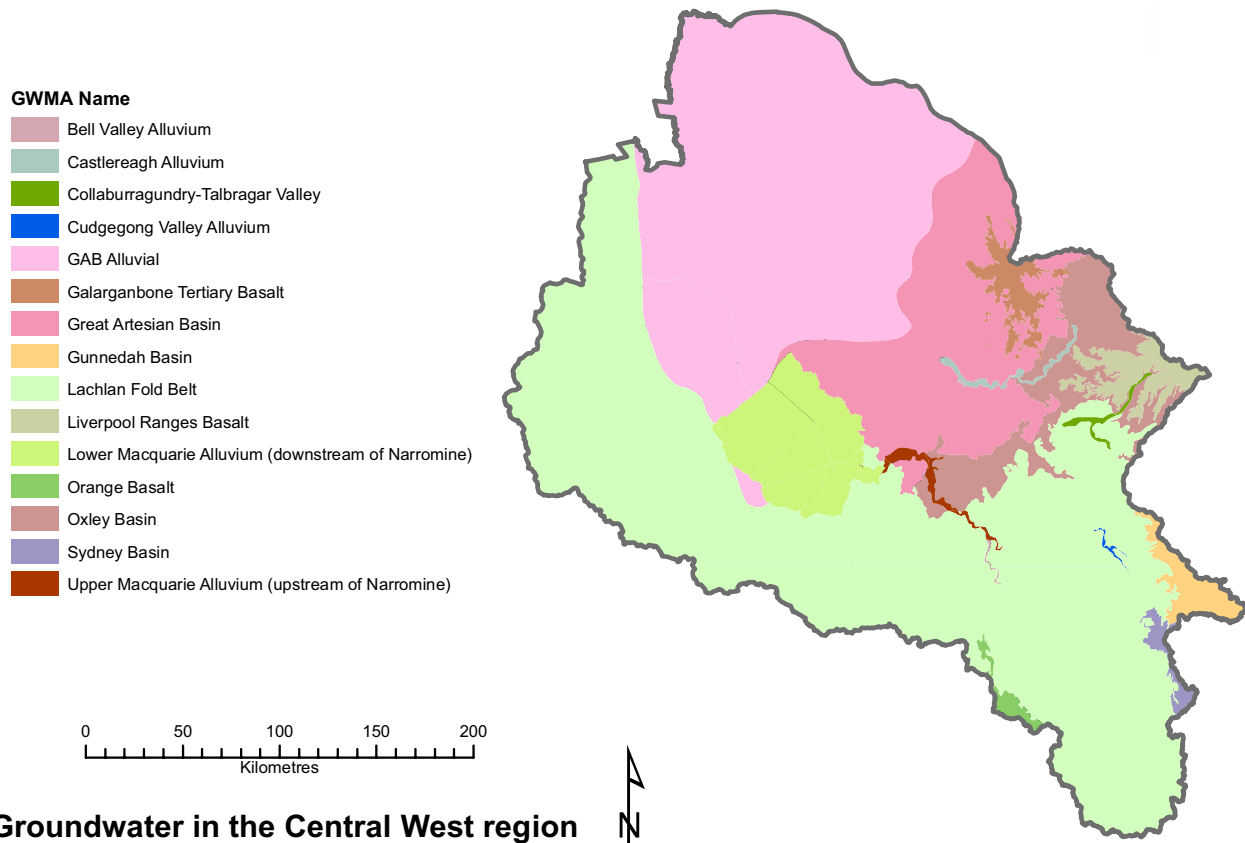 GWMA Name
Bell Valley Alluvium
Castlereagh Alluvium
Collaburragundry-Talbragar Valley
Cudgegong Valley Alluvium
GAB Alluvial
Galarganbone Tertiary Basalt
Great Artesian Basin
Gunnedah Basin
Lachlan Fold Belt
Liverpool Ranges Basalt
Lower Macquarie Alluvium (downstream of Narromine)
Orange Basalt
Oxley Basin
Sydney Basin
Upper Macquarie Alluvium (upstream of Narromine)
0 50 100 150 200
Kilometres
Groundwater in the Central West region
N